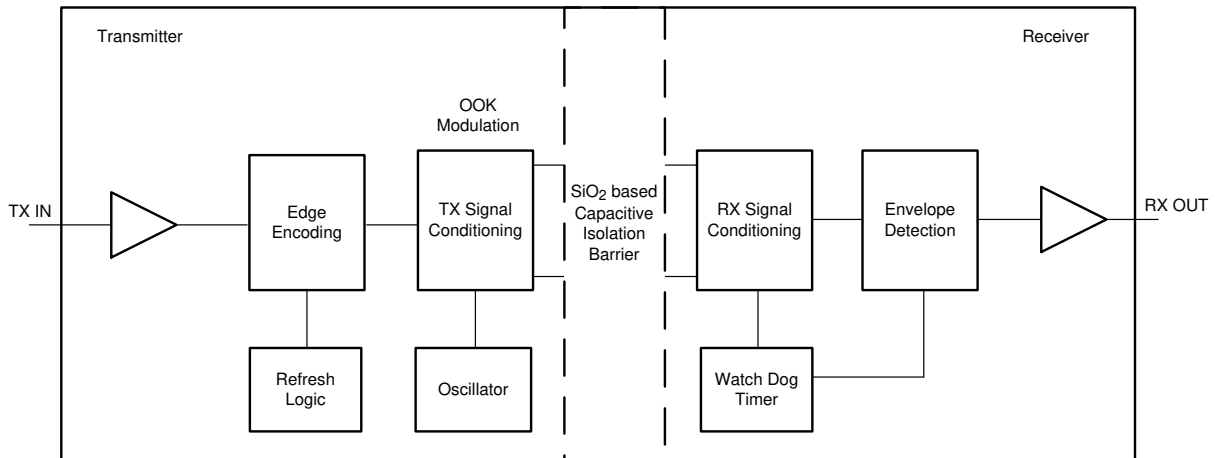 Transmitter
Receiver
OOK
Modulation
TX IN
Edge
Encoding
TX Signal
Conditioning
SiO₂ based
Capacitive
Isolation
Barrier
RX Signal
Conditioning
Envelope
Detection
RX OUT
Refresh
Logic
Oscillator
Watch Dog
Timer